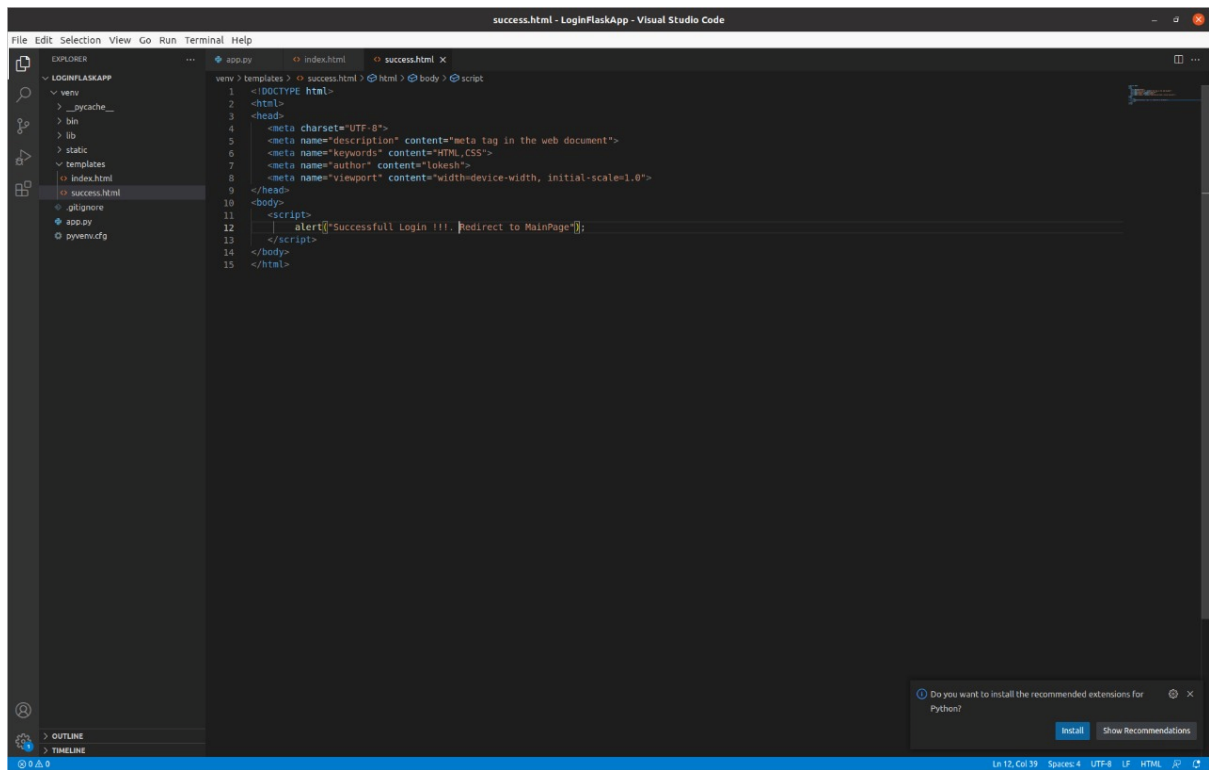 success.html - LoginFlaskApp - Visual Studio Code
File Edit Selection View Go Run Terminal Help
EXPLORER
LOGINFLASKAPP
venv
__pycache__
bin
lib
static
templates
index.html
success.html
.gitignore
app.py
pyvenv.cfg
OUTLINE
TIMELINE
app.py index.html success.html
venv > templates > success.html > html > body > script
1 <!DOCTYPE html>
2 <html>
3 <head>
4 <meta charset="UTF-8">
5 <meta name="description" content="meta tag in the web document">
6 <meta name="keywords" content="HTML,CSS">
7 <meta name="author" content="lokesh">
8 <meta name="viewport" content="width=device-width, initial-scale=1.0">
9 </head>
10 <body>
11 <script>
12 alert("Successfull Login !!!. Redirect to MainPage");
13 </script>
14 </body>
15 </html>
Do you want to install the recommended extensions for
Python?
Install Show Recommendations
0 0 Ln 12, Col 39 Spaces: 4 UTF-8 LF HTML